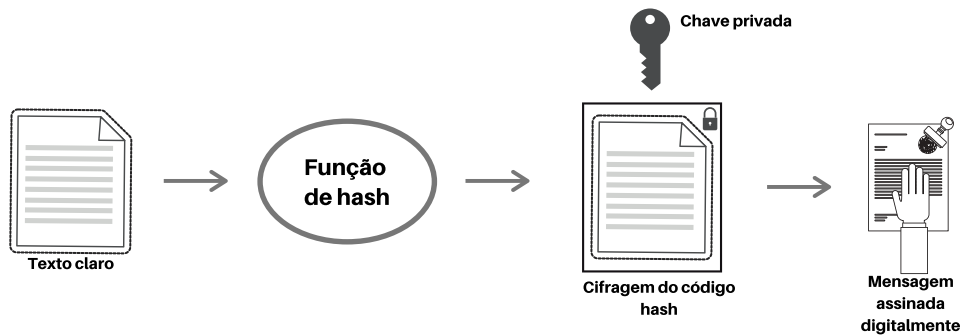 Chave privada
Função
de hash
Texto claro
Cifragem do código
hash
Mensagem
assinada
digitalmente